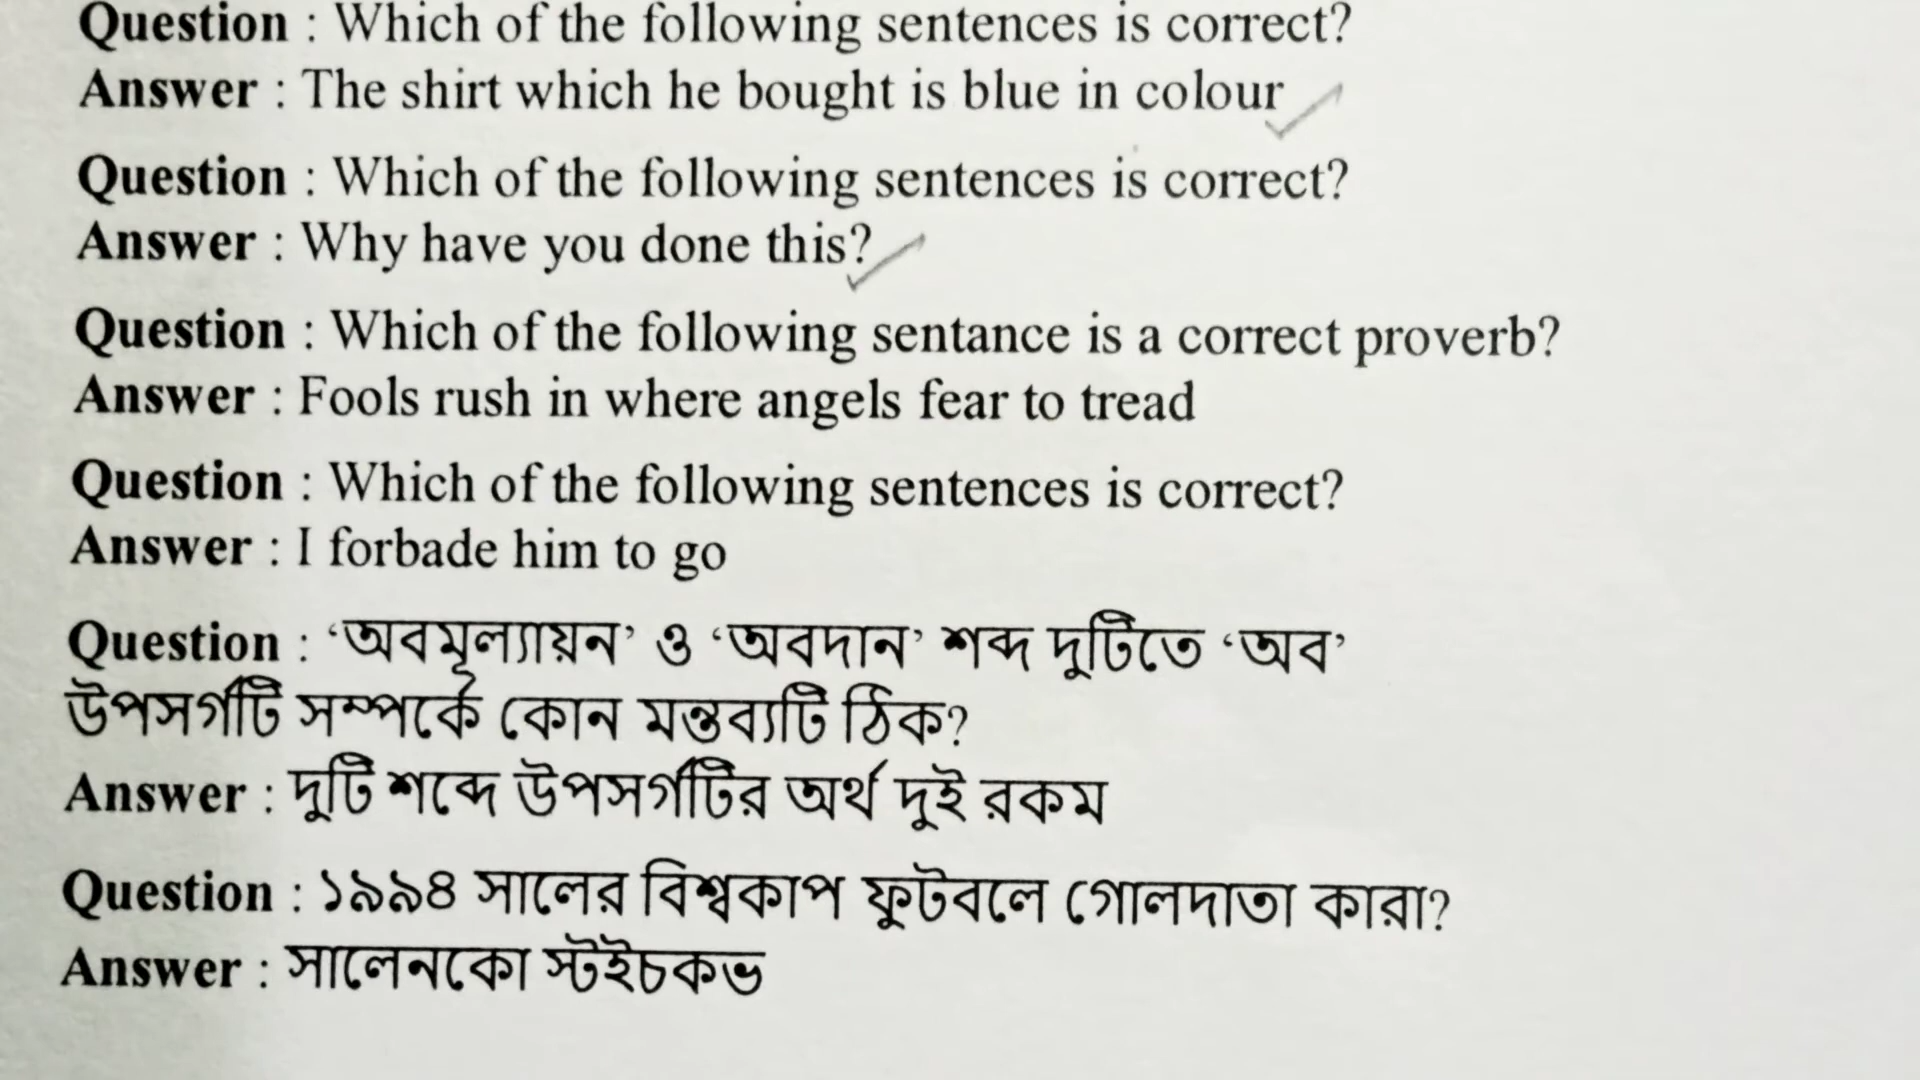 Question : Which of the following sentences is correct?
Answer : The shirt which he bought is blue in colour
Question : Which of the following sentences is correct?
Answer : Why have you done this?
Question : Which of the following sentance is a correct proverb?
Answer : Fools rush in where angels fear to tread
Question : Which of the following sentences is correct?
Answer : I forbade him to go
Question : ‘অবমূল্যায়ন’ ও ‘অবদান’ শব্দ দুটিতে ‘অব’
উপসর্গটি সম্পর্কে কোন মন্তব্যটি ঠিক?
Answer : দুটি শব্দে উপসর্গটির অর্থ দুই রকম
Question : ১৯৯৪ সালের বিশ্বকাপ ফুটবলে গোলদাতা কারা?
Answer : সালেনকো স্টইচকভ